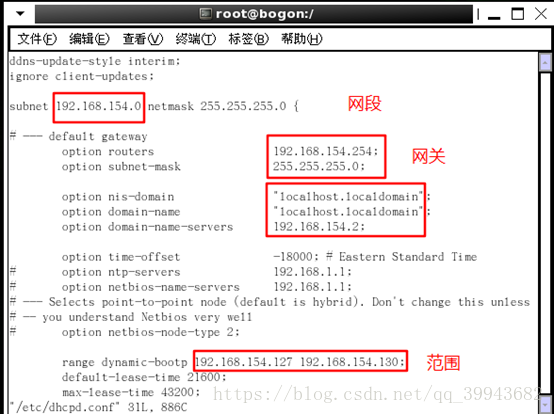 root@bogon:/
文件(F) 编辑(E) 查看(V) 终端(T) 标签(B) 帮助(H)
ddns-update-style interim;
ignore client-updates;
subnet 192.168.154.0 netmask 255.255.255.0 { 网段
# --- default gateway
option routers 192.168.154.254; 网关
option subnet-mask 255.255.255.0;
option nis-domain "localhost.localdomain";
option domain-name "localhost.localdomain";
option domain-name-servers 192.168.154.2;
option time-offset -18000; # Eastern Standard Time
# option ntp-servers 192.168.1.1;
# option netbios-name-servers 192.168.1.1;
# --- Selects point-to-point node (default is hybrid). Don't change this unless
# -- you understand Netbios very well
# option netbios-node-type 2;
range dynamic-bootp 192.168.154.127 192.168.154.130; 范围
default-lease-time 21600;
max-lease-time 43200;
"/etc/dhcpd.conf" 31L, 886C
https://blog.csdn.net/qq_39943682